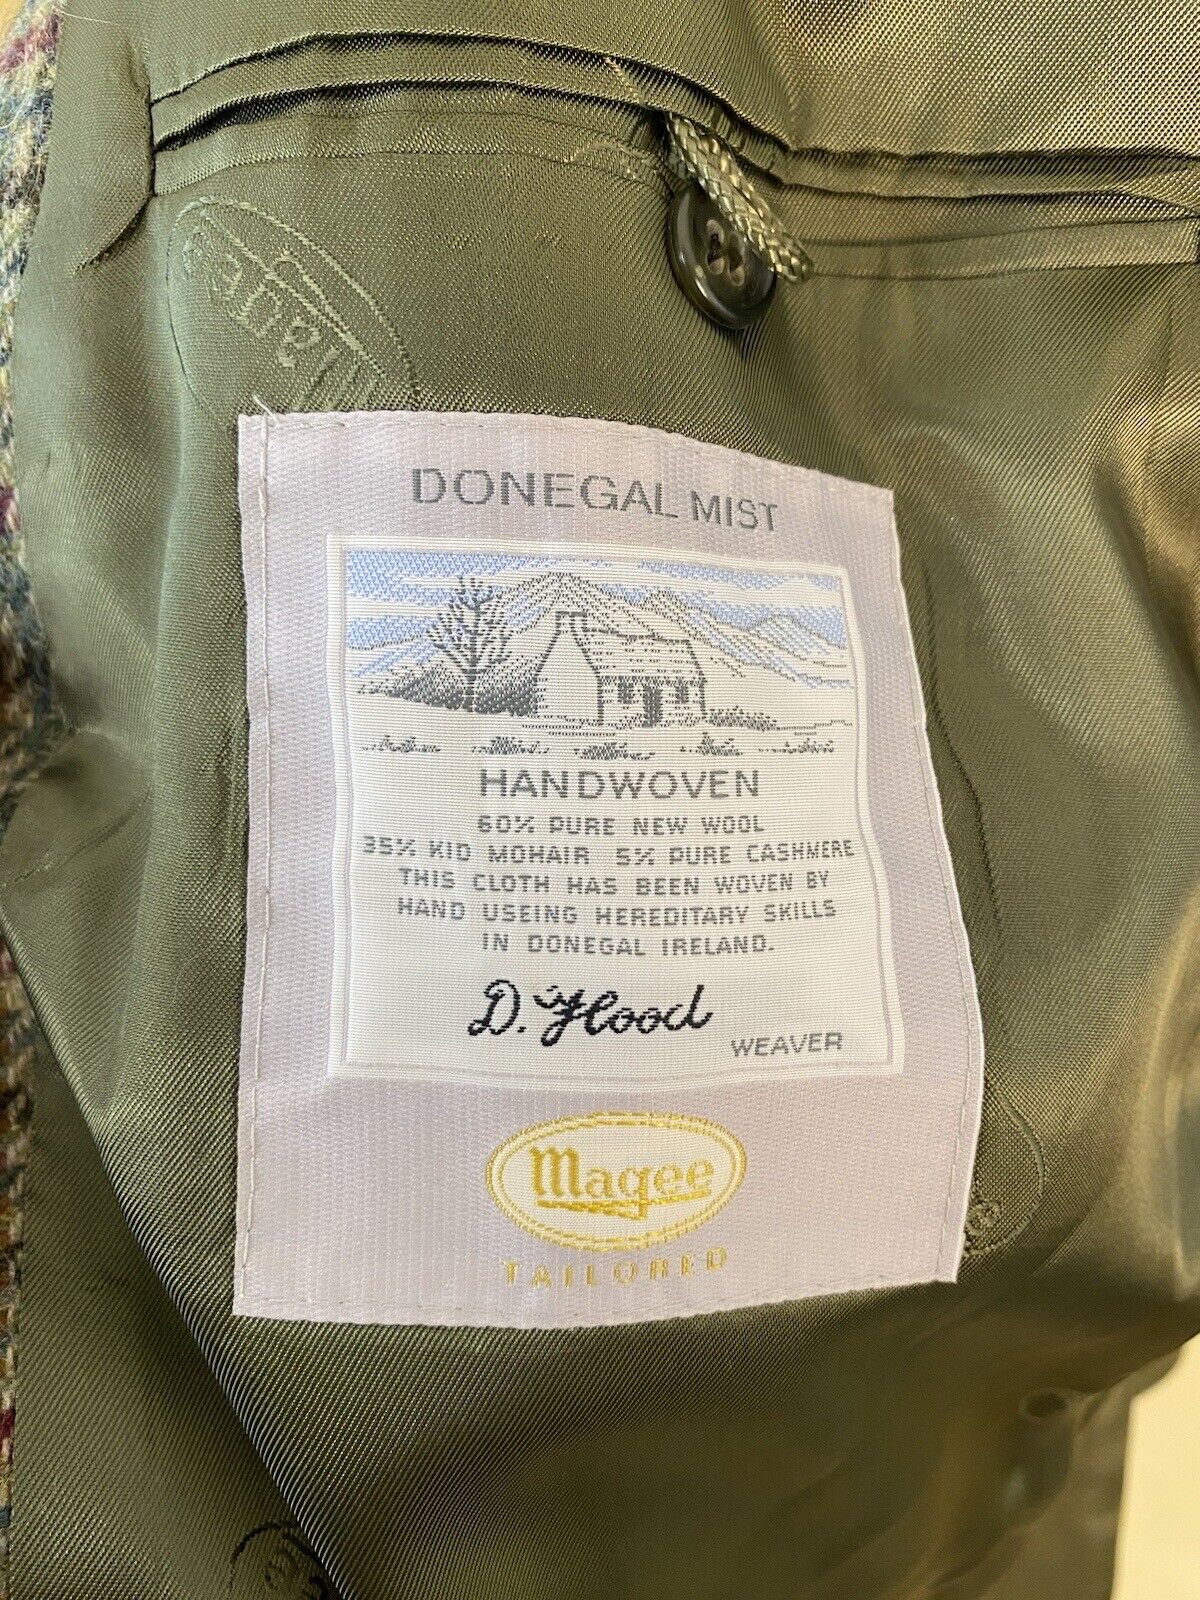 DONEGAL MIST
HANDWOVEN
60% PURE NEW WOOL
35% KID MOHAIR 5% PURE CASHMERE
THIS CLOTH HAS BEEN WOVEN BY
HAND USEING HEREDITARY SKILLS
IN DONEGAL IRELAND.
D. Flood
WEAVER
Magee
TAILORED